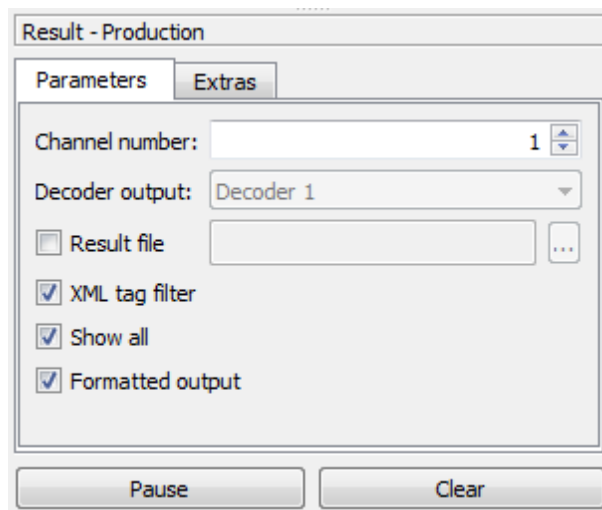 Result - Production
Parameters Extras
Channel number: 1
Decoder output: Decoder 1
Result file ...
XML tag filter
Show all
Formatted output
Pause Clear